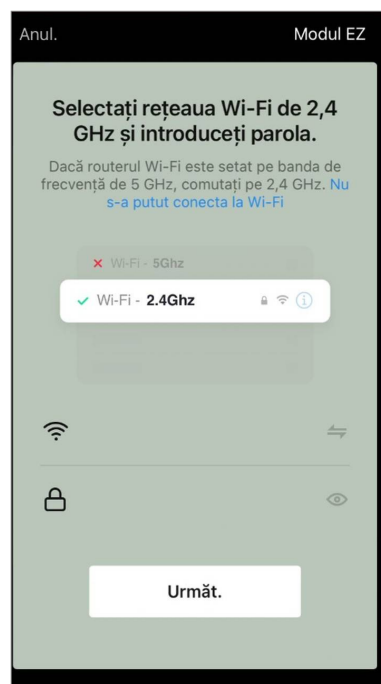 Anul. Modul EZ
Selectați rețeaua Wi-Fi de 2,4
GHz și introduceți parola.
Dacă routerul Wi-Fi este setat pe banda de
frecvență de 5 GHz, comutați pe 2,4 GHz. Nu
s-a putut conecta la Wi-Fi
Wi-Fi - 5Ghz
Wi-Fi - 2.4Ghz
Următ.